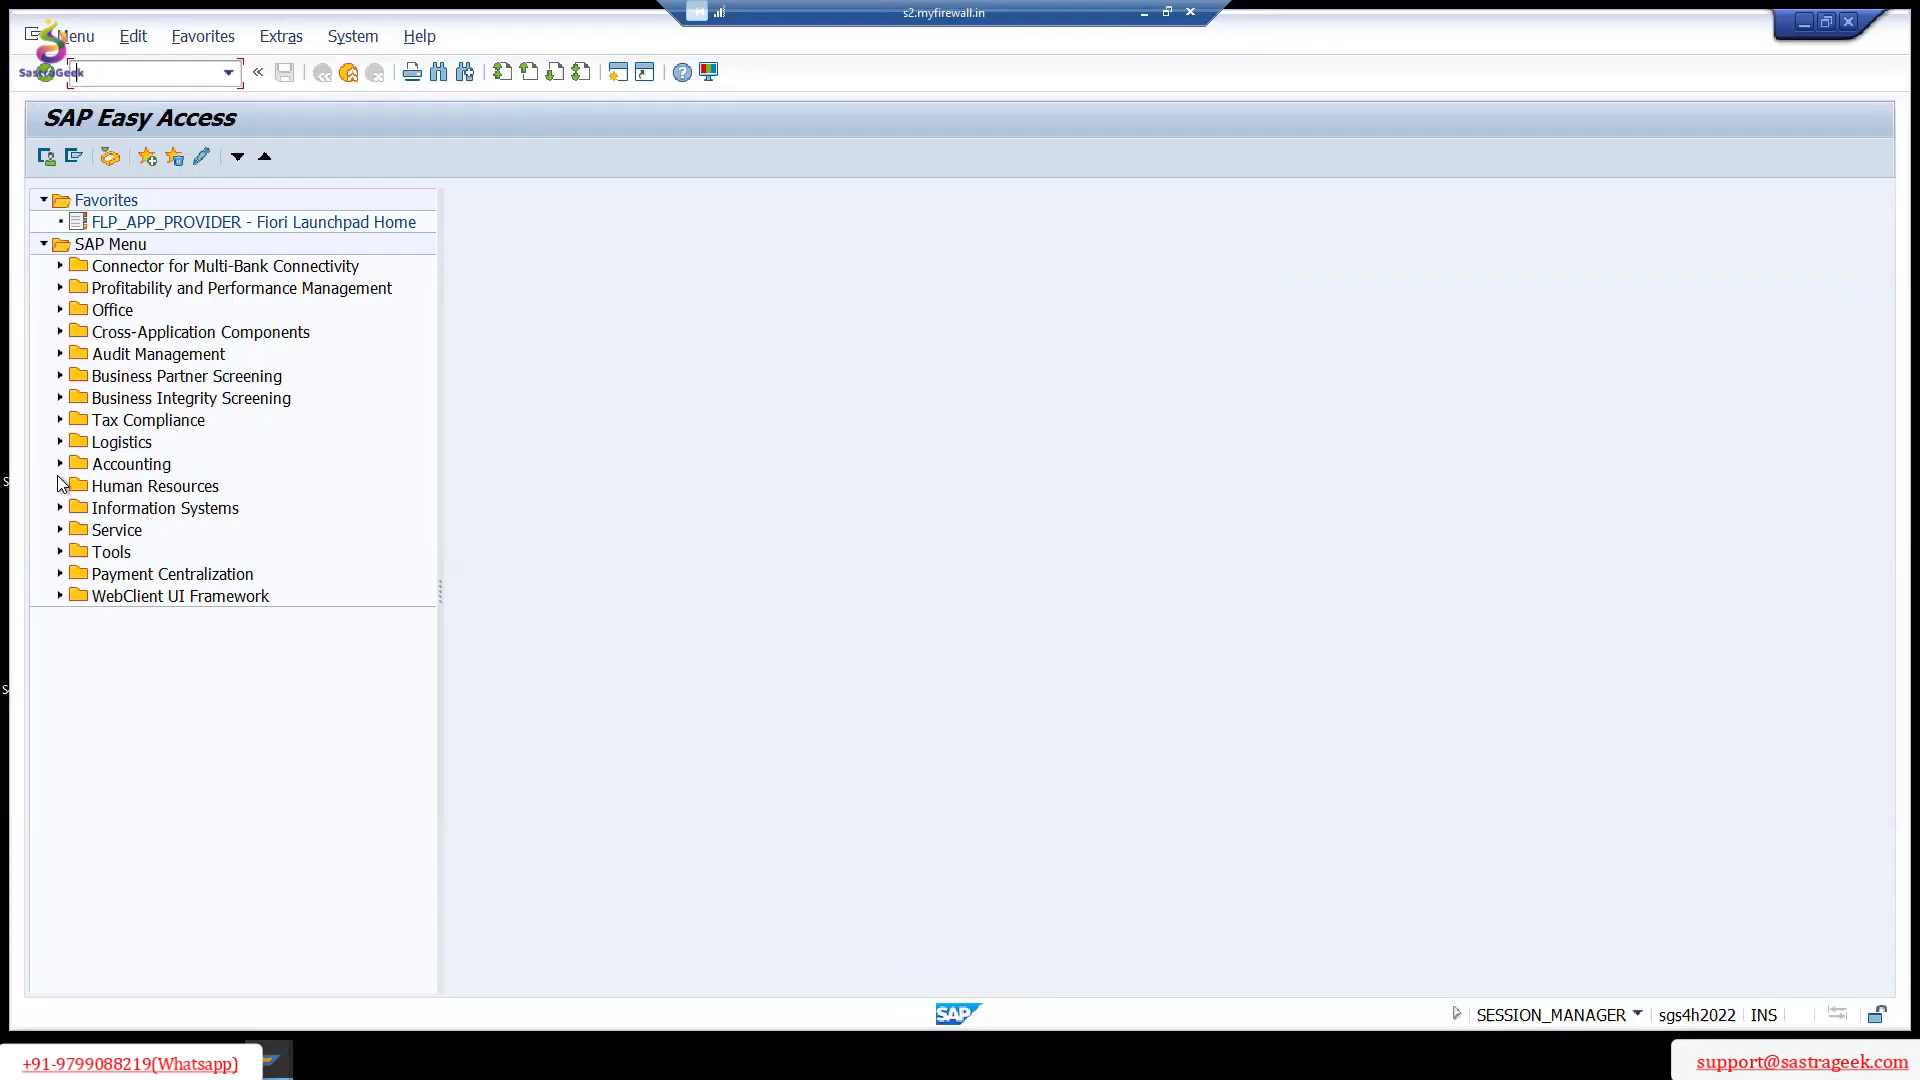 s2.myfirewall.in
Menu Edit Favorites Extras System Help
SastraGeek
SAP Easy Access
Favorites
FLP_APP_PROVIDER - Fiori Launchpad Home
SAP Menu
Connector for Multi-Bank Connectivity
Profitability and Performance Management
Office
Cross-Application Components
Audit Management
Business Partner Screening
Business Integrity Screening
Tax Compliance
Logistics
Accounting
Human Resources
Information Systems
Service
Tools
Payment Centralization
WebClient UI Framework
SAP SESSION_MANAGER sgs4h2022 INS
+91-9799088219(Whatsapp)
support@sastrageek.com